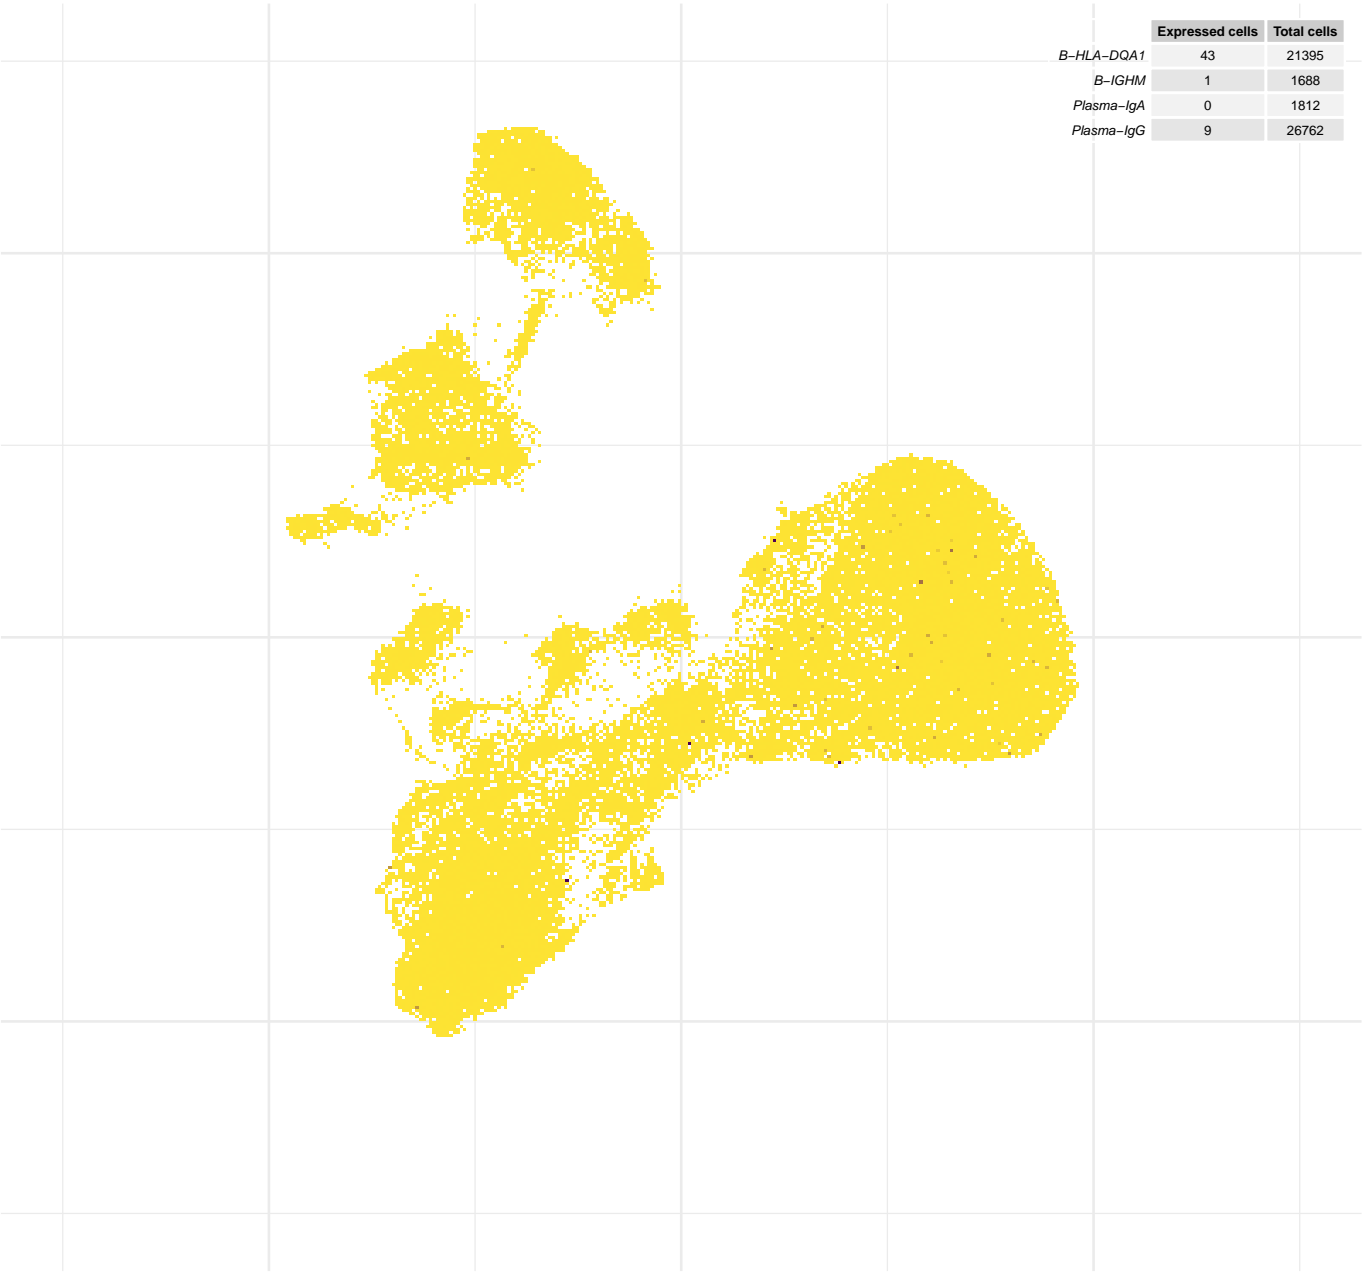 Expressed cells Total cells
B−HLA−DQA1 43 21395
B−IGHM 1 1688
Plasma−IgA 0 1812
Plasma−IgG 9 26762